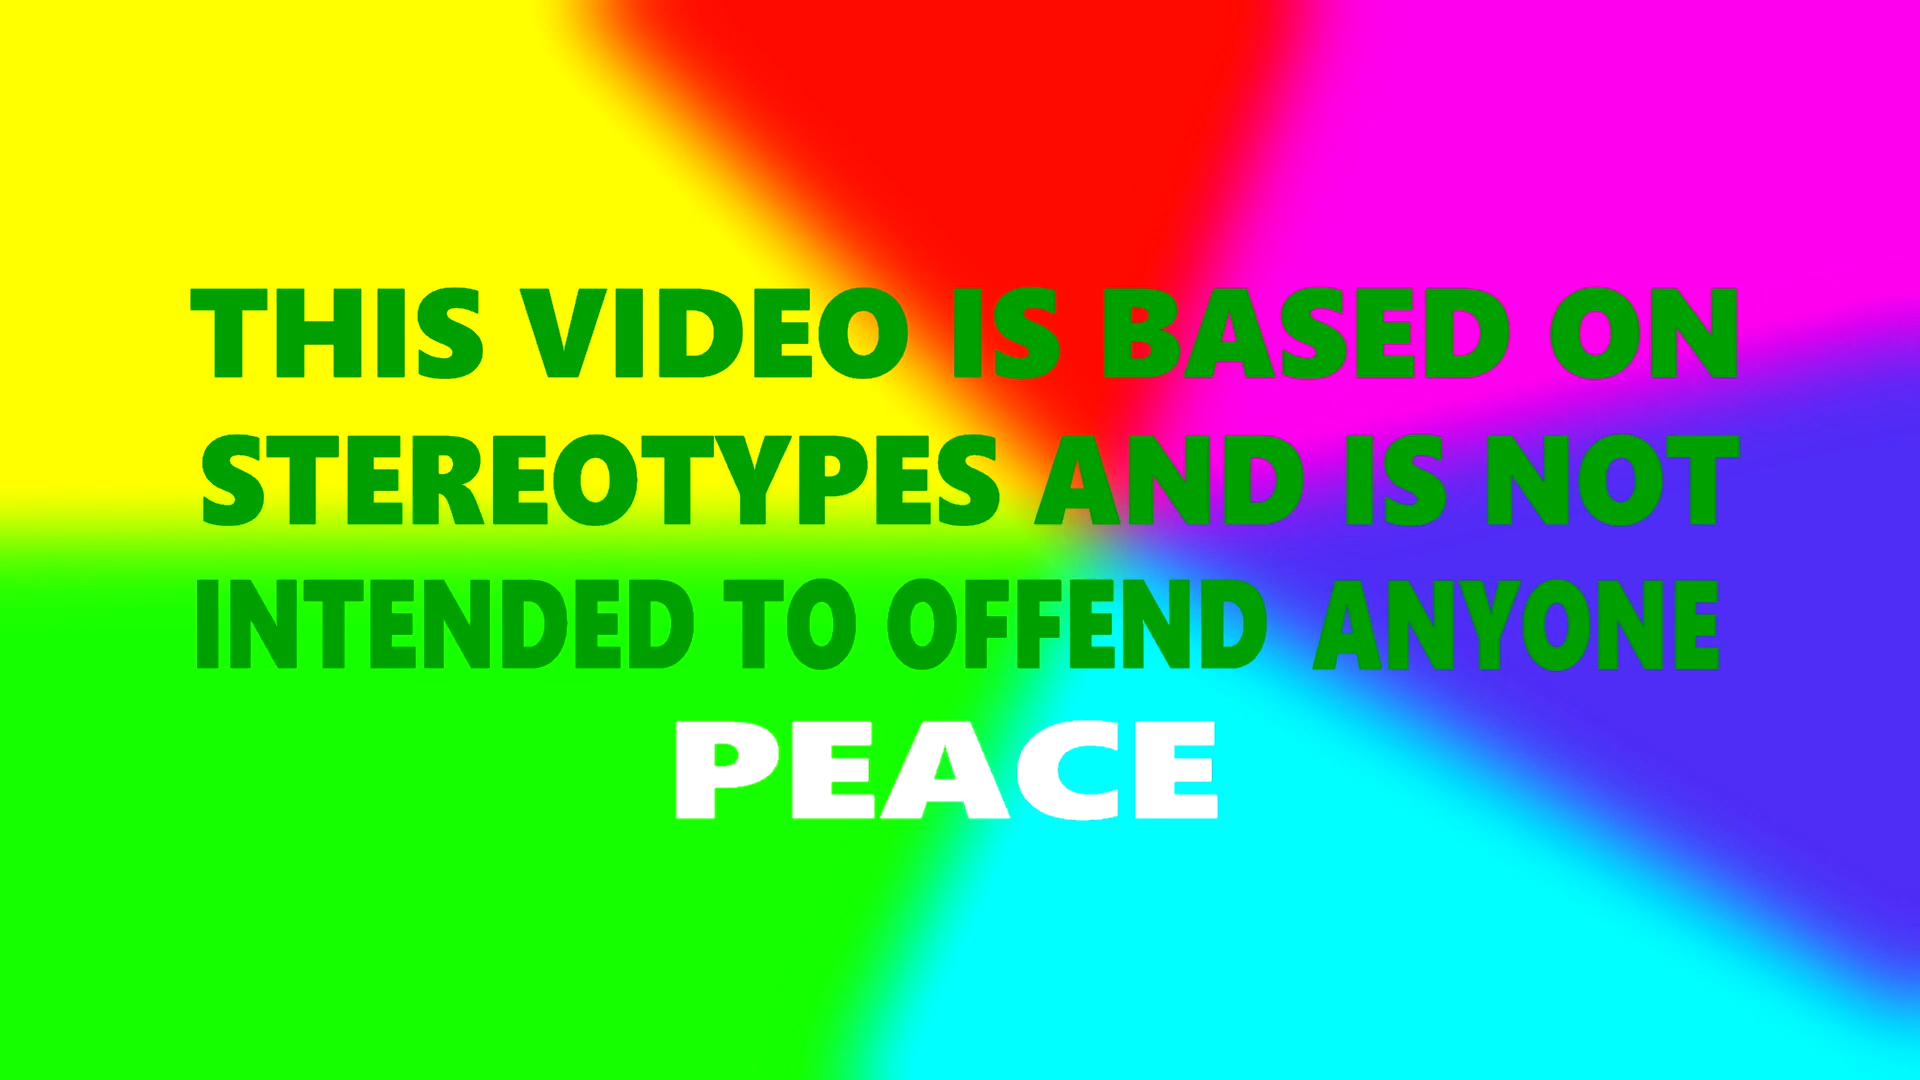 THIS VIDEO IS BASED ON
STEREOTYPES AND IS NOT
INTENDED TO OFFEND ANYONE
PEACE